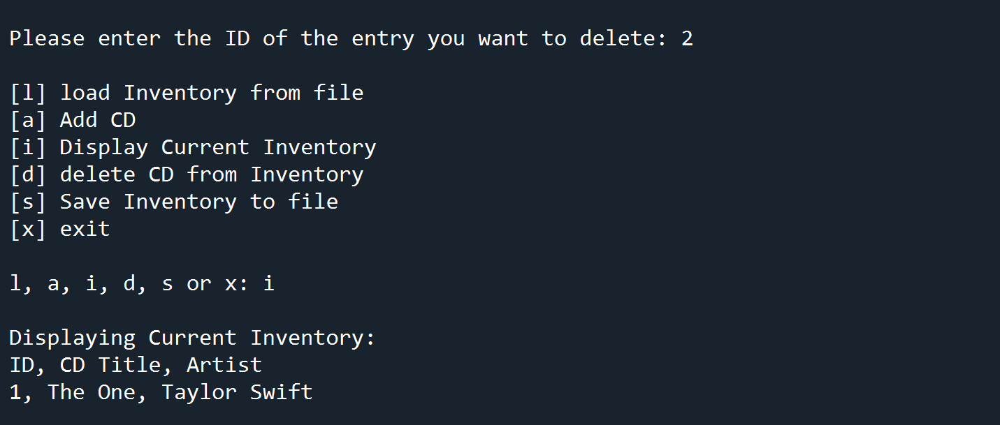 Please enter the ID of the entry you want to delete: 2
[l] load Inventory from file
[a] Add CD
[i] Display Current Inventory
[d] delete CD from Inventory
[s] Save Inventory to file
[x] exit
l, a, i, d, s or x: i
Displaying Current Inventory:
ID, CD Title, Artist
1, The One, Taylor Swift